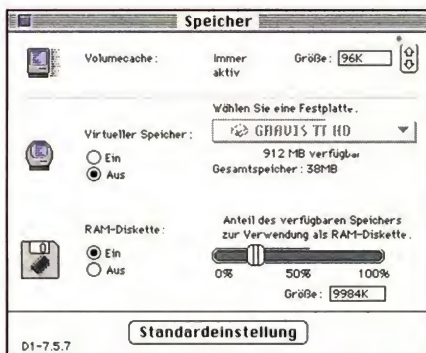 Speicher
Volumecache: Immer aktiv Größe: 96K
Wählen Sie eine Festplatte.
Virtueller Speicher: GRAVIS TT HD
Ein 912 MB verfügbar
Aus Gesamtspeicher: 38MB
RAM-Diskette: Anteil des verfügbaren Speichers
zur Verwendung als RAM-Diskette.
Ein
Aus 0% 50% 100%
Größe: 9984K
Standardeinstellung
D1-7.5.7